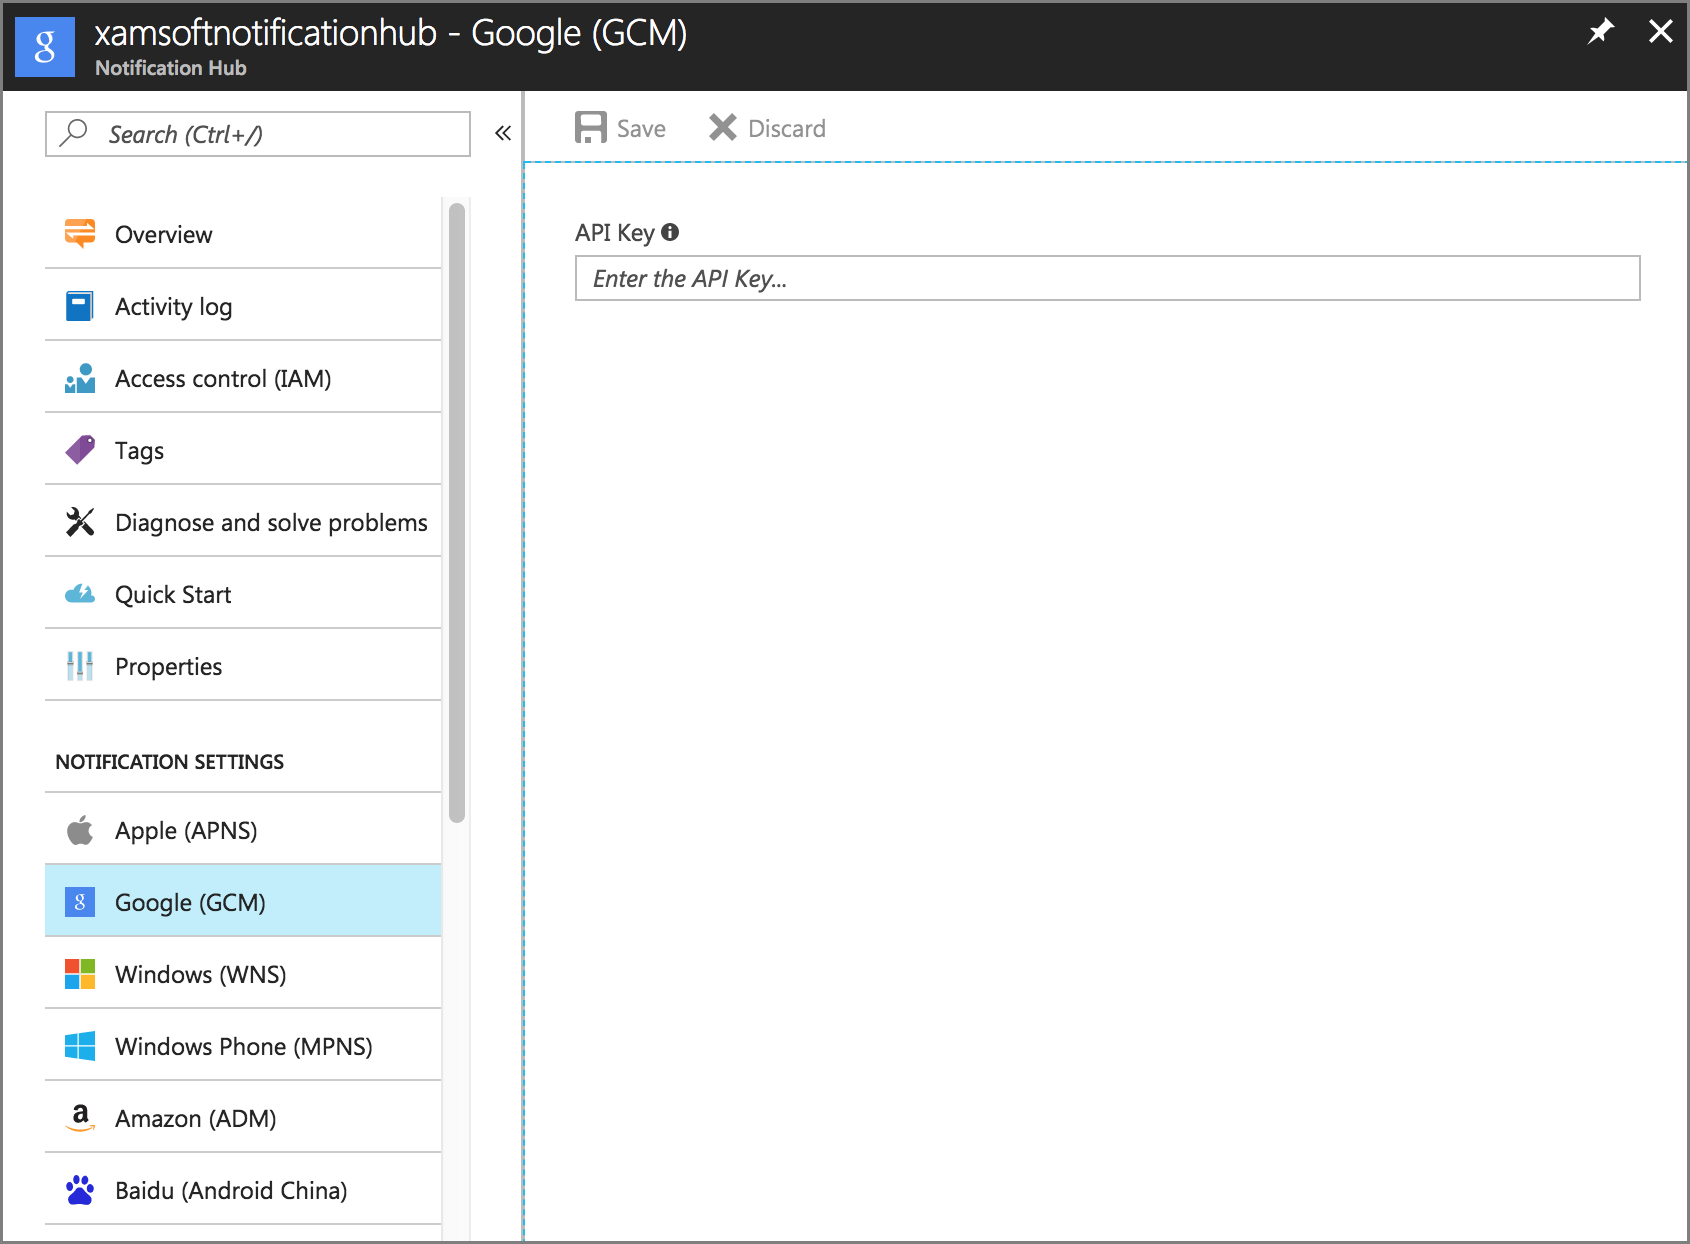 g
xamsoftnotificationhub - Google (GCM)
Notification Hub
Search (Ctrl+/)
«
Overview
Activity log
Access control (IAM)
Tags
Diagnose and solve problems
Quick Start
Properties
NOTIFICATION SETTINGS
Apple (APNS)
g Google (GCM)
Windows (WNS)
Windows Phone (MPNS)
a Amazon (ADM)
Baidu (Android China)
Save Discard
API Key
Enter the API Key...